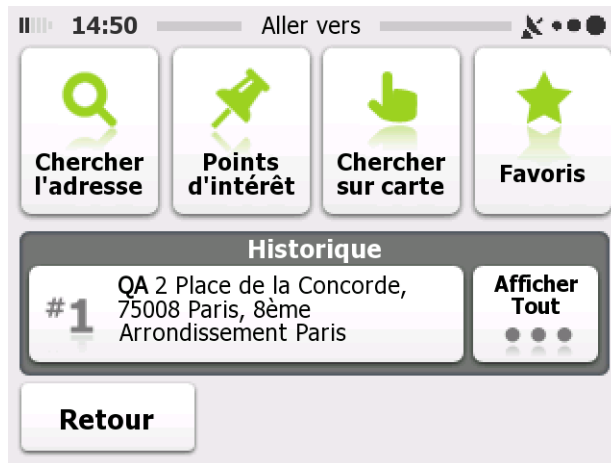 14:50 Aller vers
Chercher
l'adresse
Points
d'intérêt
Chercher
sur carte
Favoris
Historique
#1
QA 2 Place de la Concorde,
75008 Paris, 8ème
Arrondissement Paris
Afficher
Tout
Retour